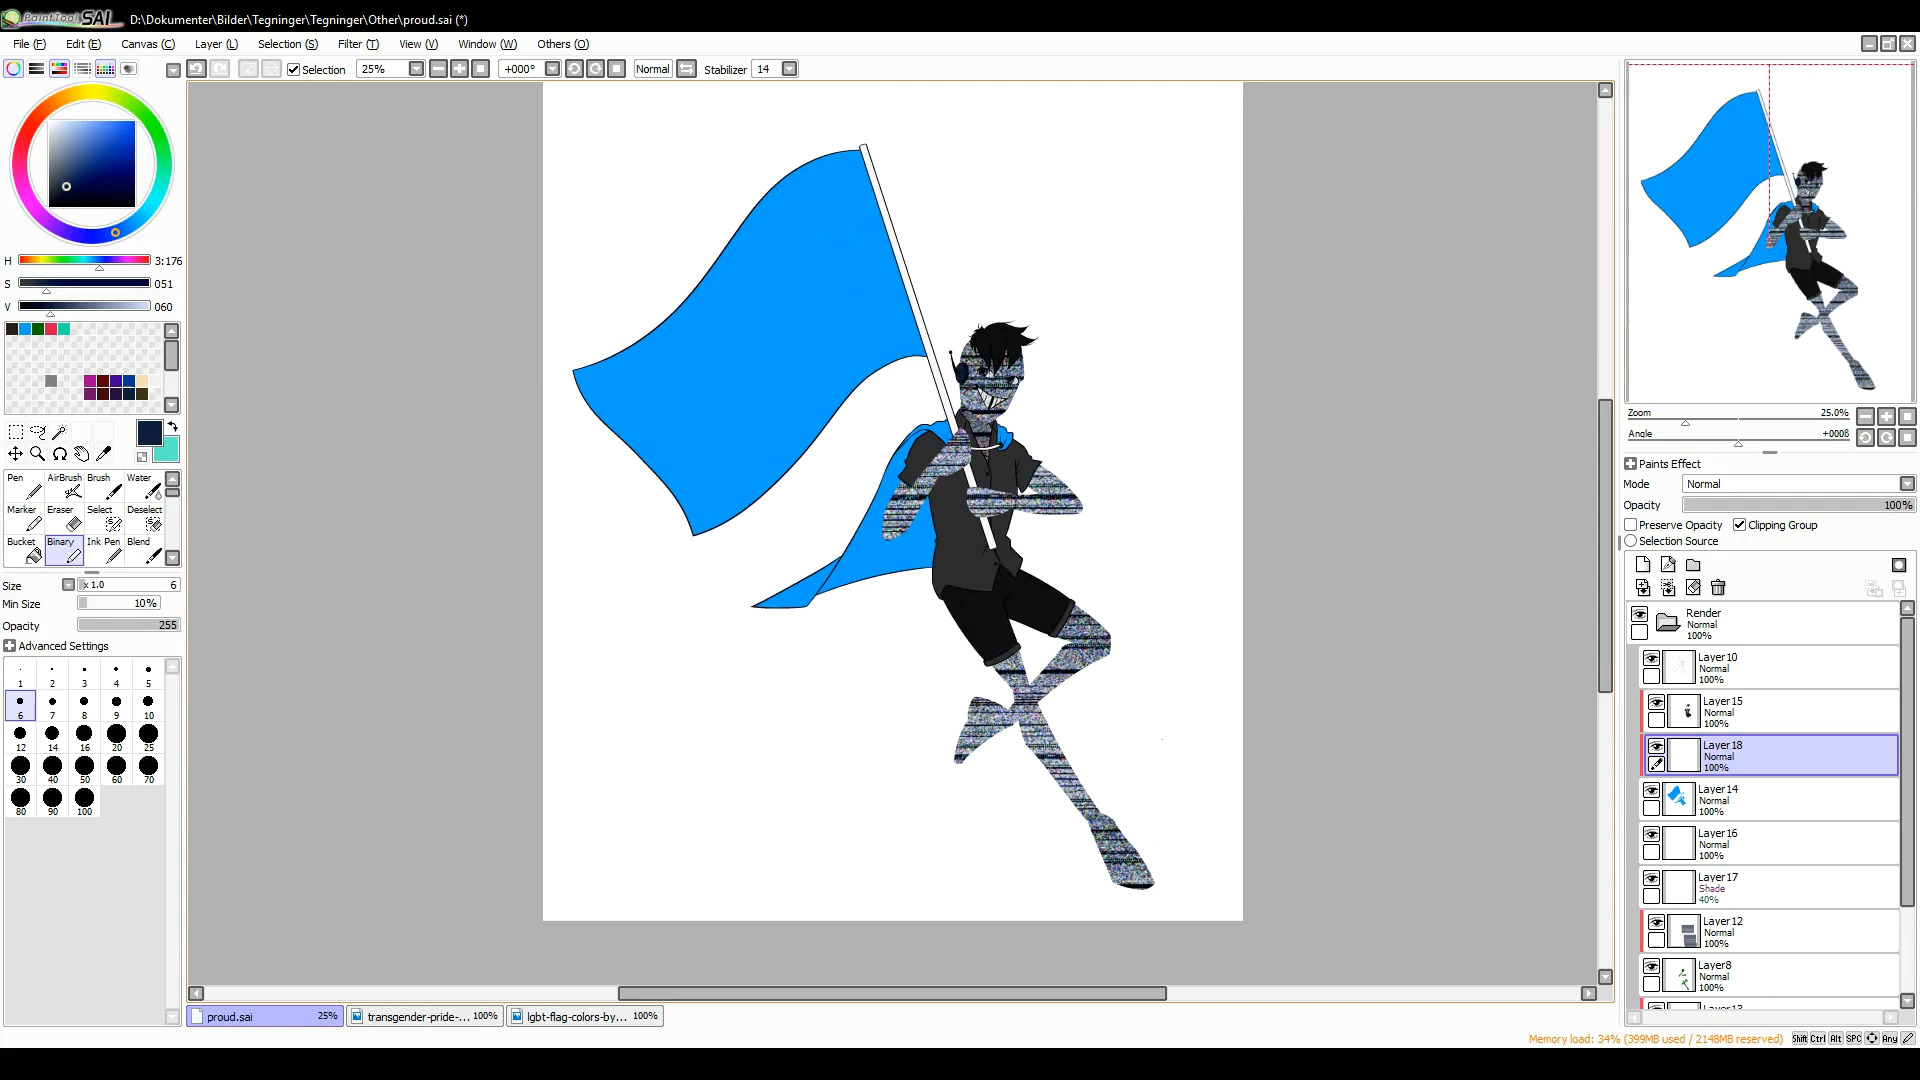 PaintTool SAI D:\Dokumenter\Bilder\Tegninger\Tegninger\Other\proud.sai (*)
File (F) Edit (E) Canvas (C) Layer (L) Selection (S) Filter (T) View (V) Window (W) Others (O)
Selection 25% +000° Normal Stabilizer 14
H 3:176
S 051
V 060
Pen AirBrush Brush Water
Marker Eraser Select Deselect
Bucket Binary Ink Pen Blend
Size x 1.0 6
Min Size 10%
Opacity 255
Advanced Settings
1 2 3 4 5
6 7 8 9 10
12 14 16 20 25
30 40 50 60 70
80 90 100
Zoom 25.0%
Angle +000θ
Paints Effect
Mode Normal
Opacity 100%
Preserve Opacity Clipping Group
Selection Source
Render
Normal
100%
Layer10
Normal
100%
Layer15
Normal
100%
Layer18
Normal
100%
Layer14
Normal
100%
Layer16
Normal
100%
Layer17
Shade
40%
Layer12
Normal
100%
Layer8
Normal
100%
Layer13
proud.sai 25% transgender-pride-... 100% lgbt-flag-colors-by... 100%
Memory load: 34% (399MB used / 2148MB reserved) Shift Ctrl Alt SPC Any